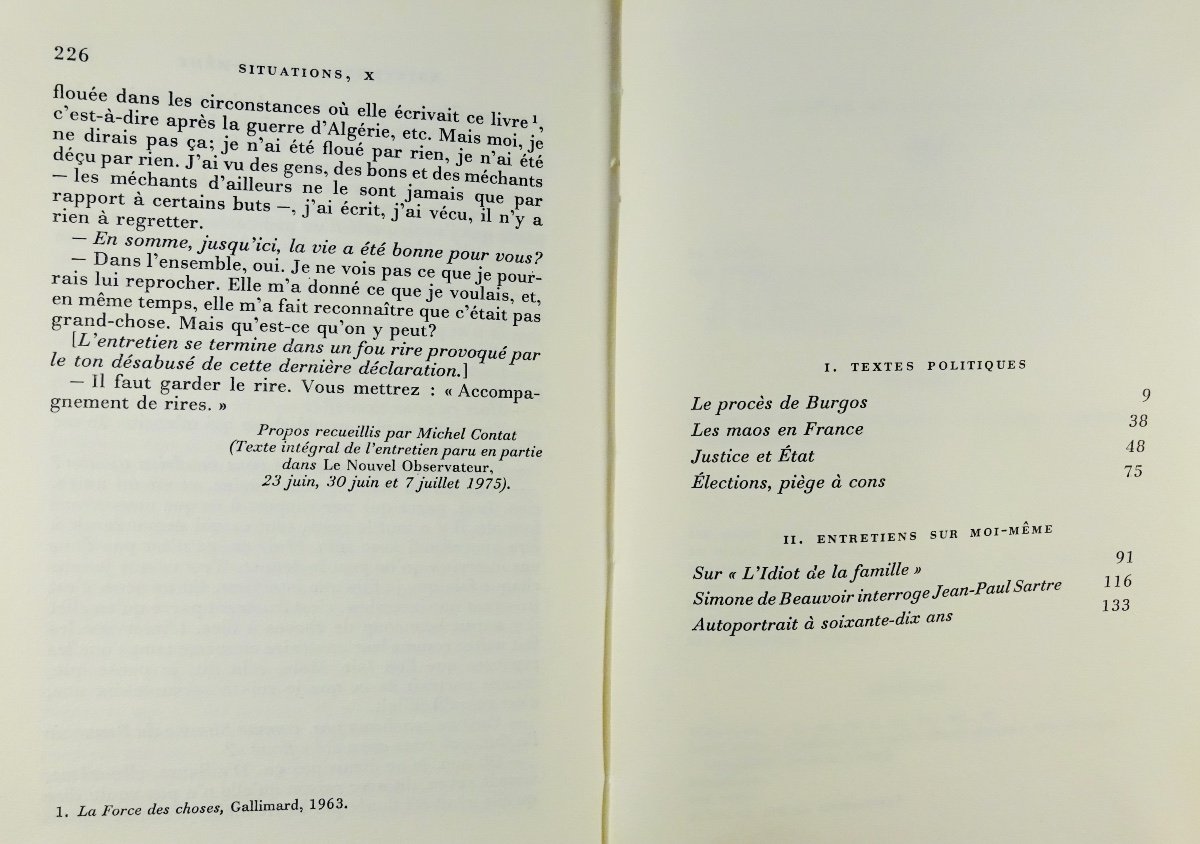 226
SITUATIONS, X
flouée dans les circonstances où elle écrivait ce livre¹,
c'est-à-dire après la guerre d'Algérie, etc. Mais moi, je
ne dirais pas ça; je n'ai été floué par rien, je n'ai été
déçu par rien. J'ai vu des gens, des bons et des méchants
— les méchants d'ailleurs ne le sont jamais que par
rapport à certains buts —, j'ai écrit, j'ai vécu, il n'y a
rien à regretter.
— En somme, jusqu'ici, la vie a été bonne pour vous?
— Dans l'ensemble, oui. Je ne vois pas ce que je pour-
rais lui reprocher. Elle m'a donné ce que je voulais, et,
en même temps, elle m'a fait reconnaître que c'était pas
grand-chose. Mais qu'est-ce qu'on y peut?
[L'entretien se termine dans un fou rire provoqué par
le ton désabusé de cette dernière déclaration.]
— Il faut garder le rire. Vous mettrez : « Accompa-
gnement de rires. »
Propos recueillis par Michel Contat
(Texte intégral de l'entretien paru en partie
dans Le Nouvel Observateur,
23 juin, 30 juin et 7 juillet 1975).
1. La Force des choses, Gallimard, 1963.
I. TEXTES POLITIQUES
Le procès de Burgos 9
Les maos en France 38
Justice et État 48
Élections, piège à cons 75
II. ENTRETIENS SUR MOI-MÊME
Sur « L'Idiot de la famille » 91
Simone de Beauvoir interroge Jean-Paul Sartre 116
Autoportrait à soixante-dix ans 133